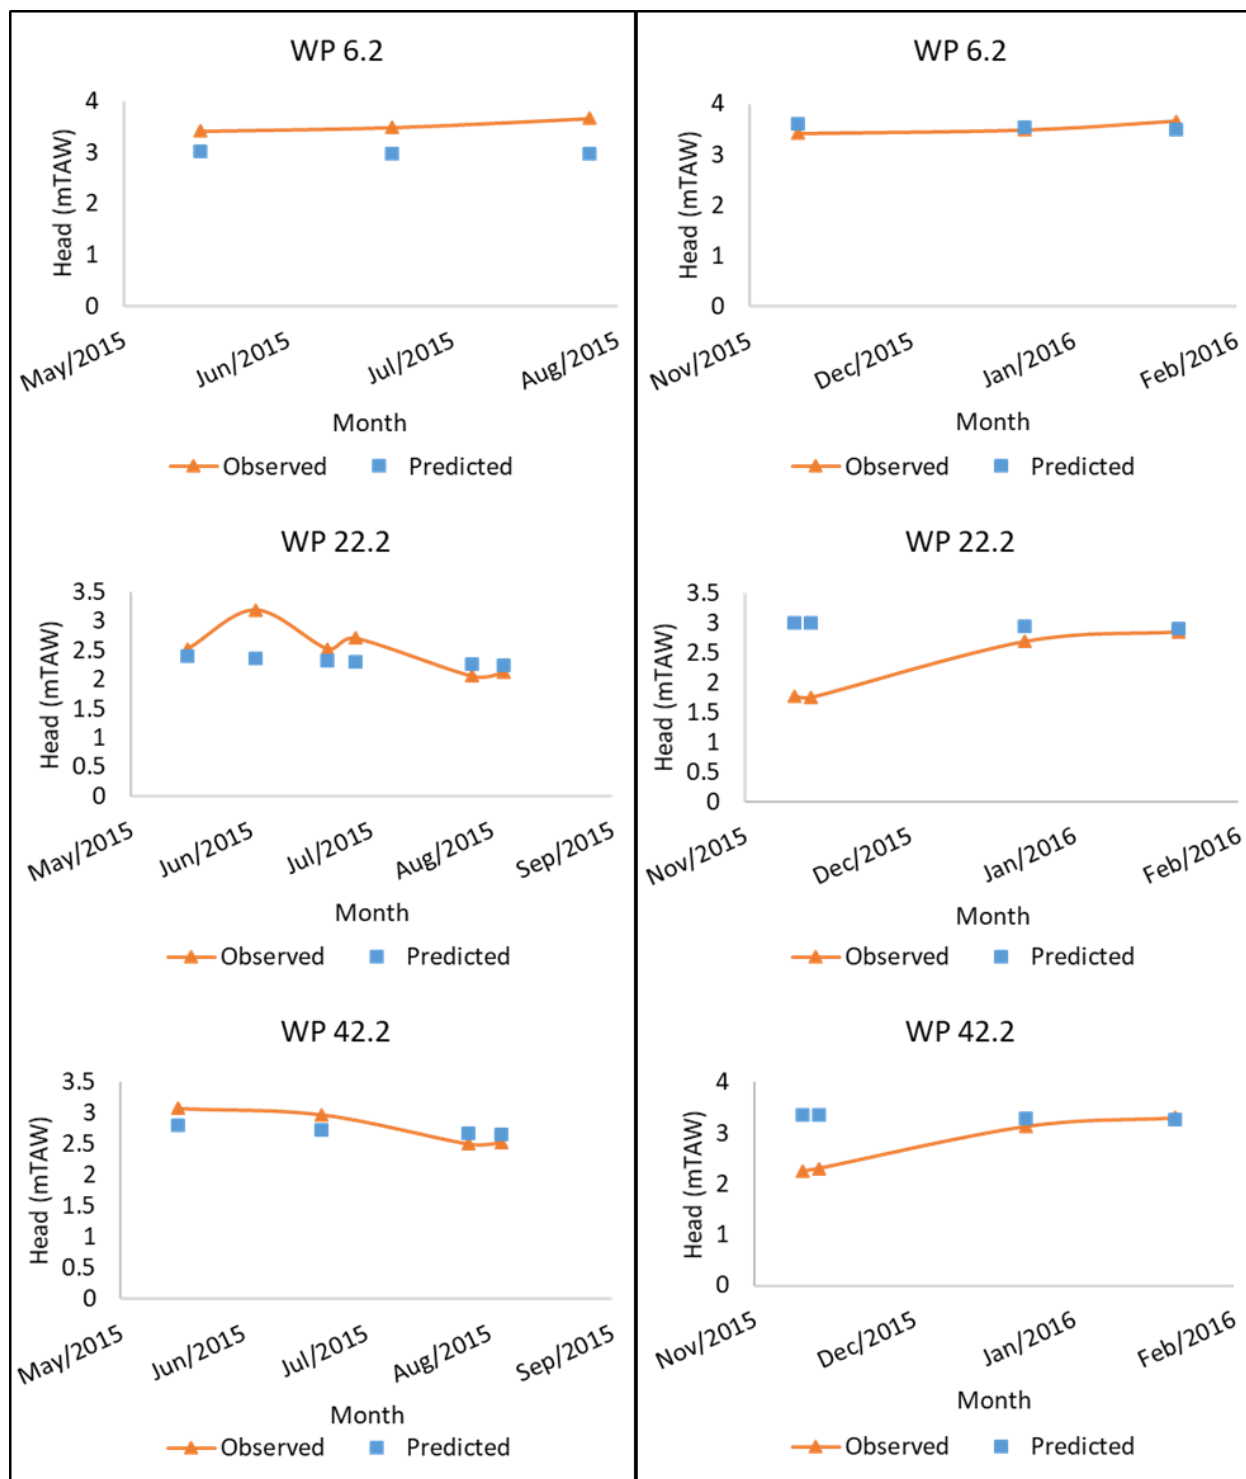 WP 6.2
Head (mTAW)
4
3
2
1
0
May/2015
Jun/2015
Jul/2015
Aug/2015
Month
Observed Predicted
WP 6.2
Head (mTAW)
4
3
2
1
0
Nov/2015
Dec/2015
Jan/2016
Feb/2016
Month
Observed Predicted
WP 22.2
Head (mTAW)
3.5
3
2.5
2
1.5
1
0.5
0
May/2015
Jun/2015
Jul/2015
Aug/2015
Sep/2015
Month
Observed Predicted
WP 22.2
Head (mTAW)
3.5
3
2.5
2
1.5
1
0.5
0
Nov/2015
Dec/2015
Jan/2016
Feb/2016
Month
Observed Predicted
WP 42.2
Head (mTAW)
3.5
3
2.5
2
1.5
1
0.5
0
May/2015
Jun/2015
Jul/2015
Aug/2015
Sep/2015
Month
Observed Predicted
WP 42.2
Head (mTAW)
4
3
2
1
0
Nov/2015
Dec/2015
Jan/2016
Feb/2016
Month
Observed Predicted